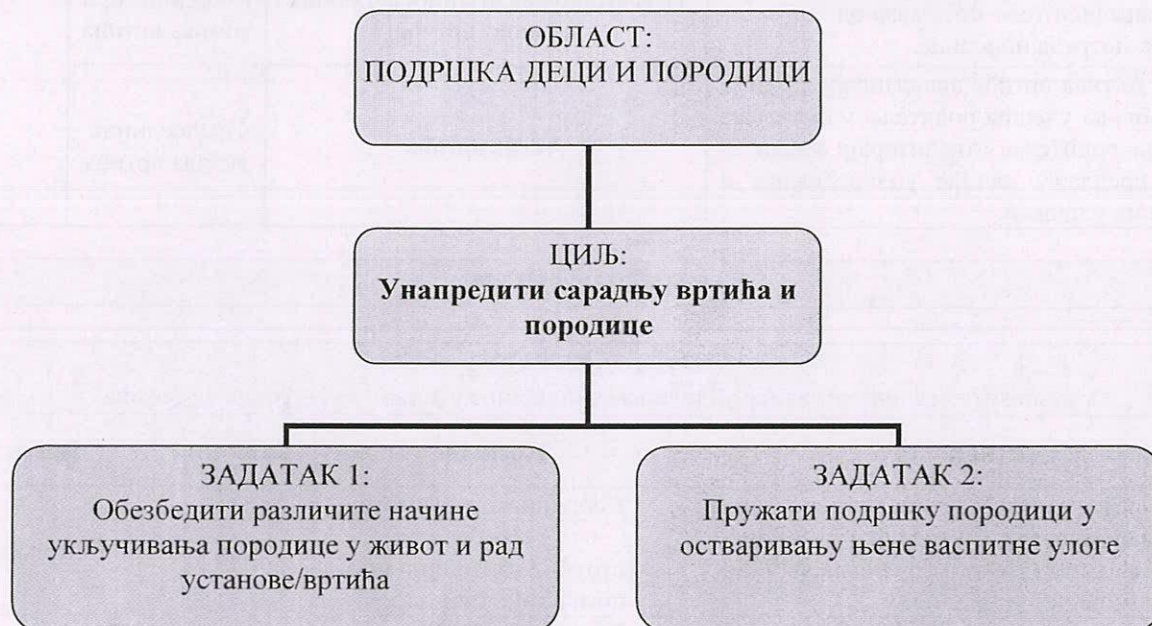 ОБЛАСТ:
ПОДРШКА ДЕЦИ И ПОРОДИЦИ
ЦИЉ:
Унапредити сарадњу вртића и
породице
ЗАДАТАК 1:
Обезбедити различите начине
укључивања породице у живот и рад
установе/вртића
ЗАДАТАК 2:
Пружати подршку породици у
остваривању њене васпитне улоге